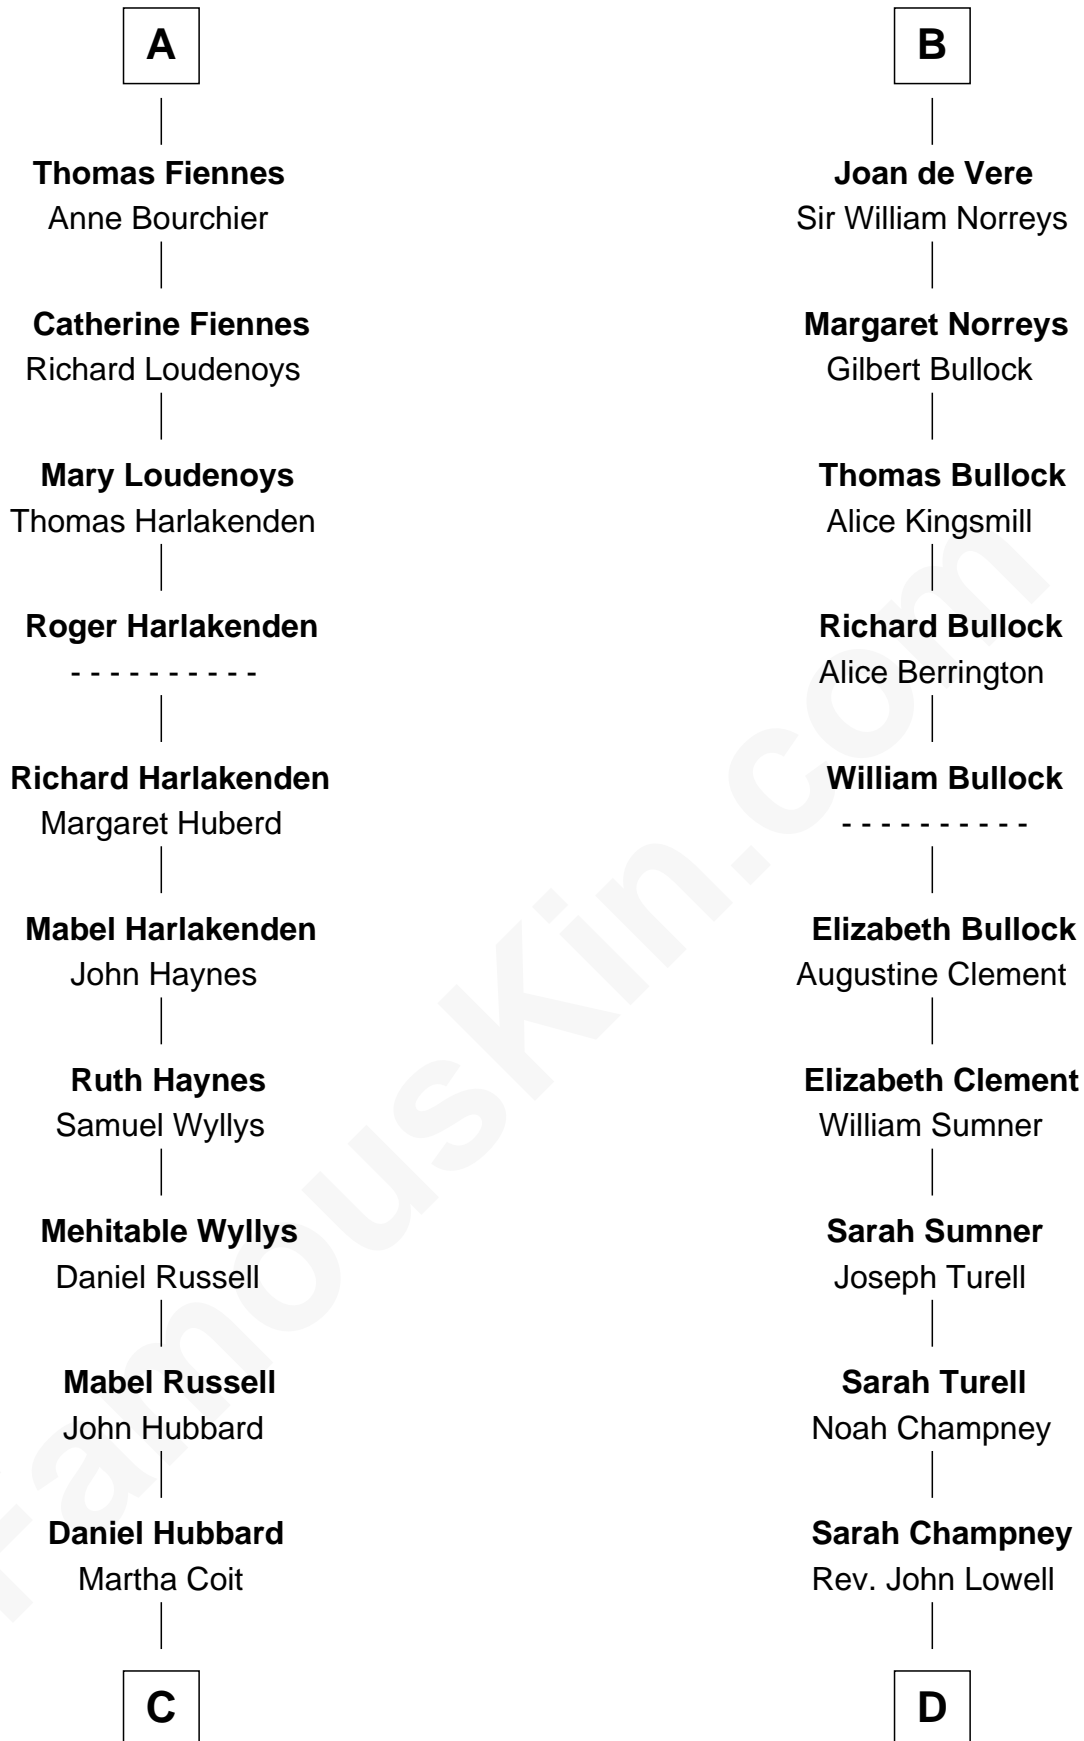 A
Thomas Fiennes
Anne Bourchier
Catherine Fiennes
Richard Loudenoys
Mary Loudenoys
Thomas Harlakenden
Roger Harlakenden
- - - - - - - - - -
Richard Harlakenden
Margaret Huberd
Mabel Harlakenden
John Haynes
Ruth Haynes
Samuel Wyllys
Mehitable Wyllys
Daniel Russell
Mabel Russell
John Hubbard
Daniel Hubbard
Martha Coit
C
B
Joan de Vere
Sir William Norreys
Margaret Norreys
Gilbert Bullock
Thomas Bullock
Alice Kingsmill
Richard Bullock
Alice Berrington
William Bullock
- - - - - - - - - -
Elizabeth Bullock
Augustine Clement
Elizabeth Clement
William Sumner
Sarah Sumner
Joseph Turell
Sarah Turell
Noah Champney
Sarah Champney
Rev. John Lowell
D
FamousKin.com